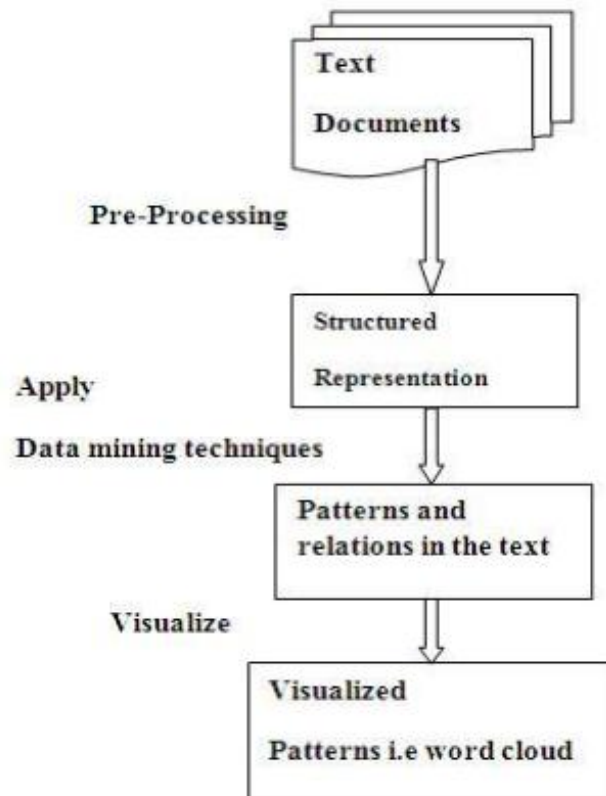 Text
Documents
Pre-Processing
Structured
Representation
Apply
Data mining techniques
Patterns and
relations in the text
Visualize
Visualized
Patterns i.e word cloud